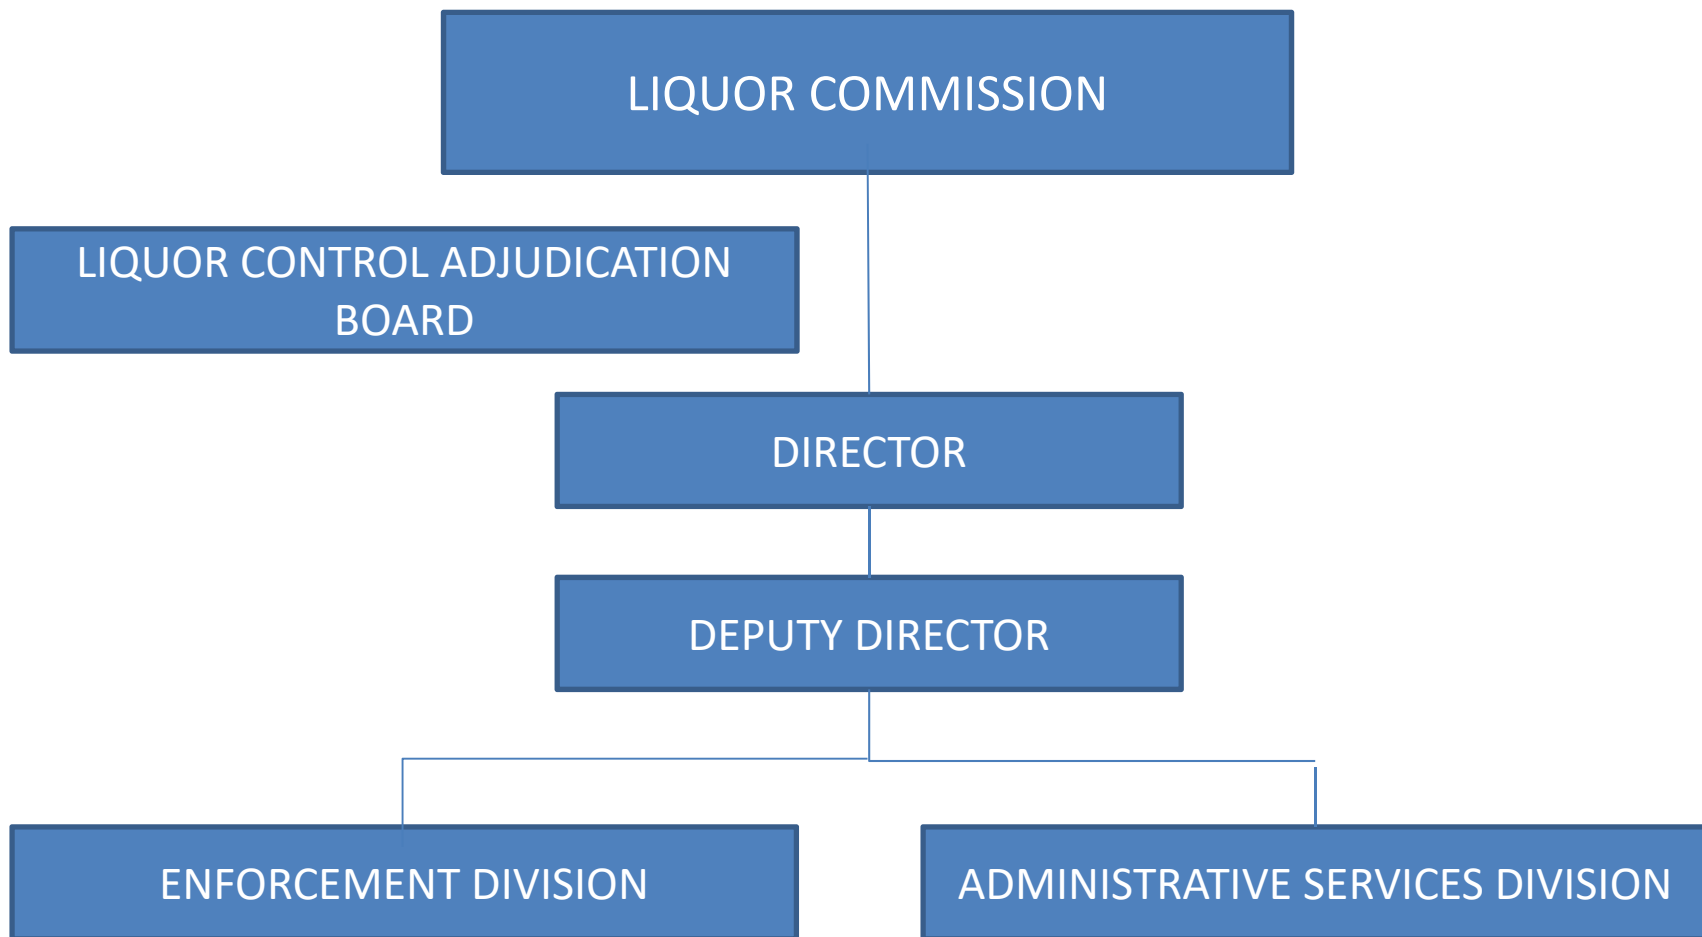 LIQUOR COMMISSION
LIQUOR CONTROL ADJUDICATION
BOARD
DIRECTOR
DEPUTY DIRECTOR
ENFORCEMENT DIVISION
ADMINISTRATIVE SERVICES DIVISION